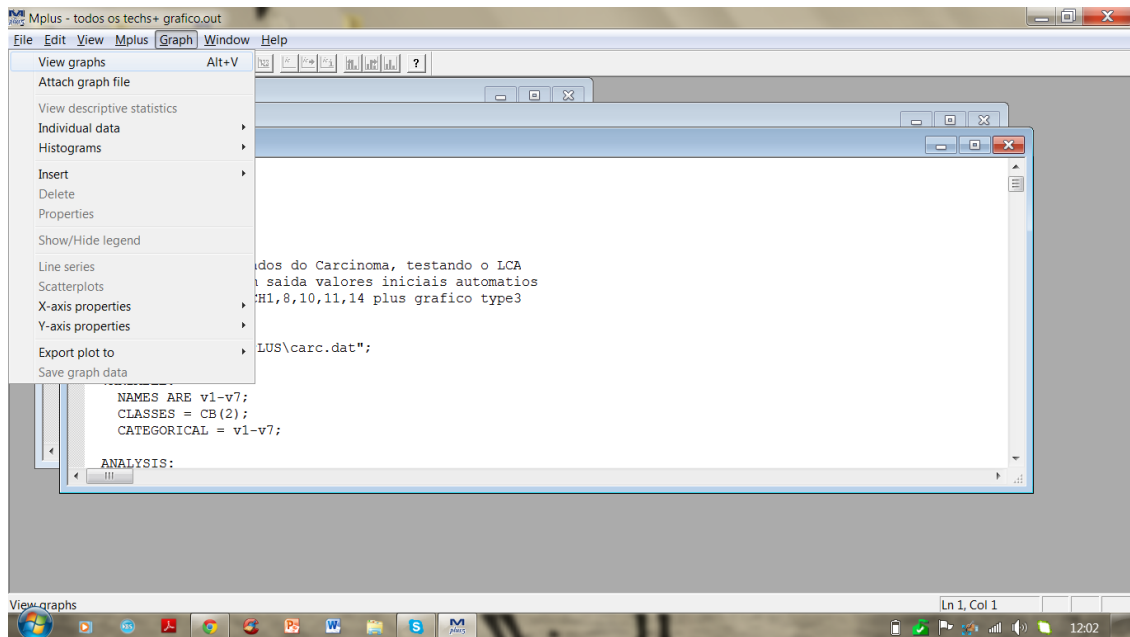 Mplus - todos os techs+ grafico.out
File Edit View Mplus Graph Window Help
View graphs Alt+V
Attach graph file
View descriptive statistics
Individual data
Histograms
Insert
Delete
Properties
Show/Hide legend
Line series
Scatterplots
X-axis properties
Y-axis properties
Export plot to
Save graph data
dos do Carcinoma, testando o LCA
saida valores iniciais automatios
CH1,8,10,11,14 plus grafico type3
PLUS\carc.dat";
NAMES ARE v1-v7;
CLASSES = CB(2);
CATEGORICAL = v1-v7;
ANALYSIS:
View graphs
Ln 1, Col 1
12:02